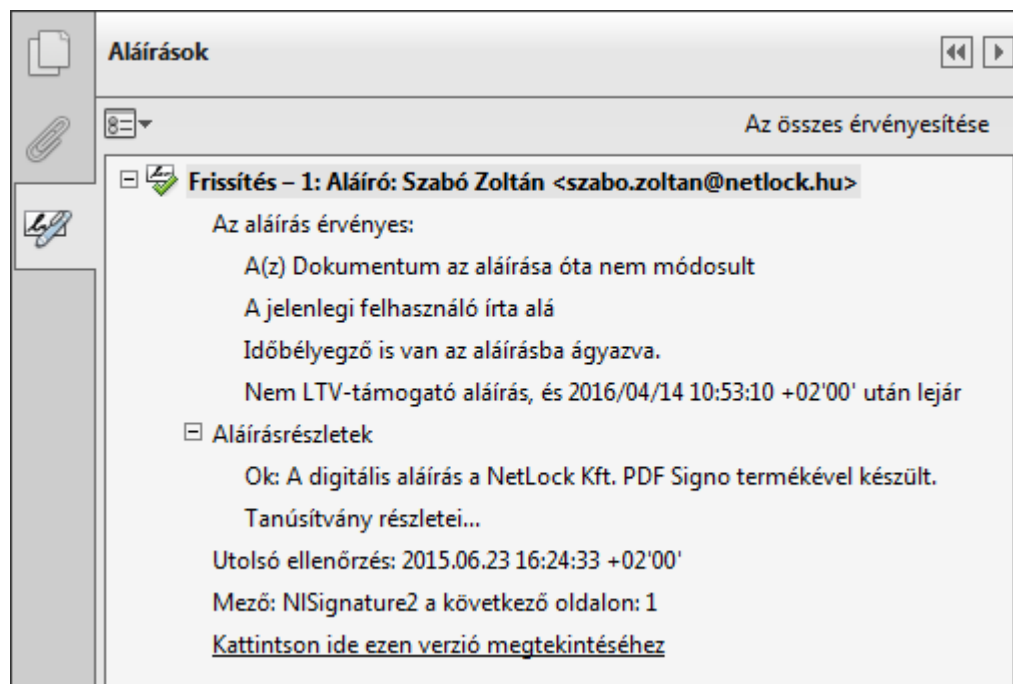 Aláírások
Az összes érvényesítése
Frissítés – 1: Aláíró: Szabó Zoltán <szabo.zoltan@netlock.hu>
Az aláírás érvényes:
A(z) Dokumentum az aláírása óta nem módosult
A jelenlegi felhasználó írta alá
Időbélyegző is van az aláírásba ágyazva.
Nem LTV-támogató aláírás, és 2016/04/14 10:53:10 +02'00' után lejár
Aláírásrészletek
Ok: A digitális aláírás a NetLock Kft. PDF Signo termékével készült.
Tanúsítvány részletei...
Utolsó ellenőrzés: 2015.06.23 16:24:33 +02'00'
Mező: NISignature2 a következő oldalon: 1
Kattintson ide ezen verzió megtekintéséhez